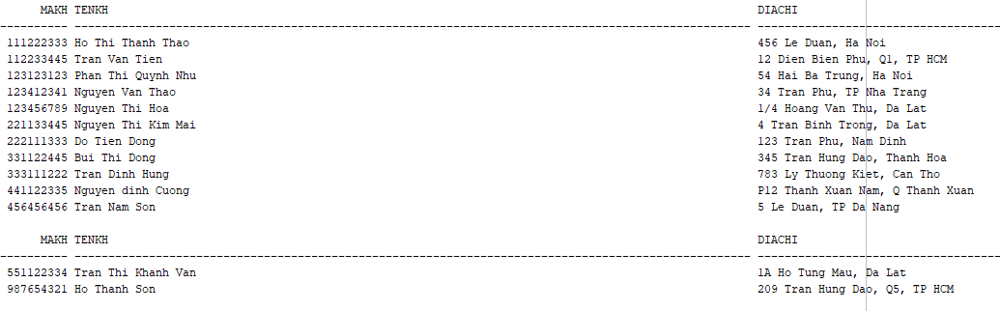 MAKH TENKH DIACHI
---------- ---------------------------------------------------------------------------------------------------- ------------------------------------
111222333 Ho Thi Thanh Thao 456 Le Duan, Ha Noi
112233445 Tran Van Tien 12 Dien Bien Phu, Q1, TP HCM
123123123 Phan Thi Quynh Nhu 54 Hai Ba Trung, Ha Noi
123412341 Nguyen Van Thao 34 Tran Phu, TP Nha Trang
123456789 Nguyen Thi Hoa 1/4 Hoang Van Thu, Da Lat
221133445 Nguyen Thi Kim Mai 4 Tran Binh Trong, Da Lat
222111333 Do Tien Dong 123 Tran Phu, Nam Dinh
331122445 Bui Thi Dong 345 Tran Hung Dao, Thanh Hoa
333111222 Tran Dinh Hung 783 Ly Thuong Kiet, Can Tho
441122335 Nguyen dinh Cuong P12 Thanh Xuan Nam, Q Thanh Xuan
456456456 Tran Nam Son 5 Le Duan, TP Da Nang
MAKH TENKH DIACHI
---------- ---------------------------------------------------------------------------------------------------- ------------------------------------
551122334 Tran Thi Khanh Van 1A Ho Tung Mau, Da Lat
987654321 Ho Thanh Son 209 Tran Hung Dao, Q5, TP HCM